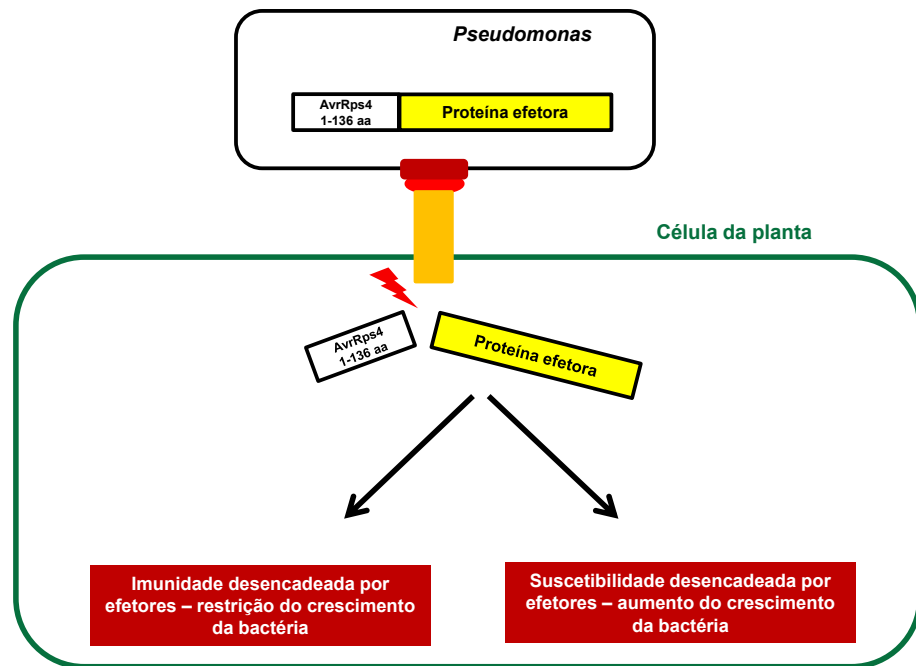 Pseudomonas
AvrRps4
1-136 aa
Proteína efetora
Célula da planta
AvrRps4
1-136 aa
Proteína efetora
Imunidade desencadeada por
efetores – restrição do crescimento
da bactéria
Suscetibilidade desencadeada por
efetores – aumento do crescimento
da bactéria